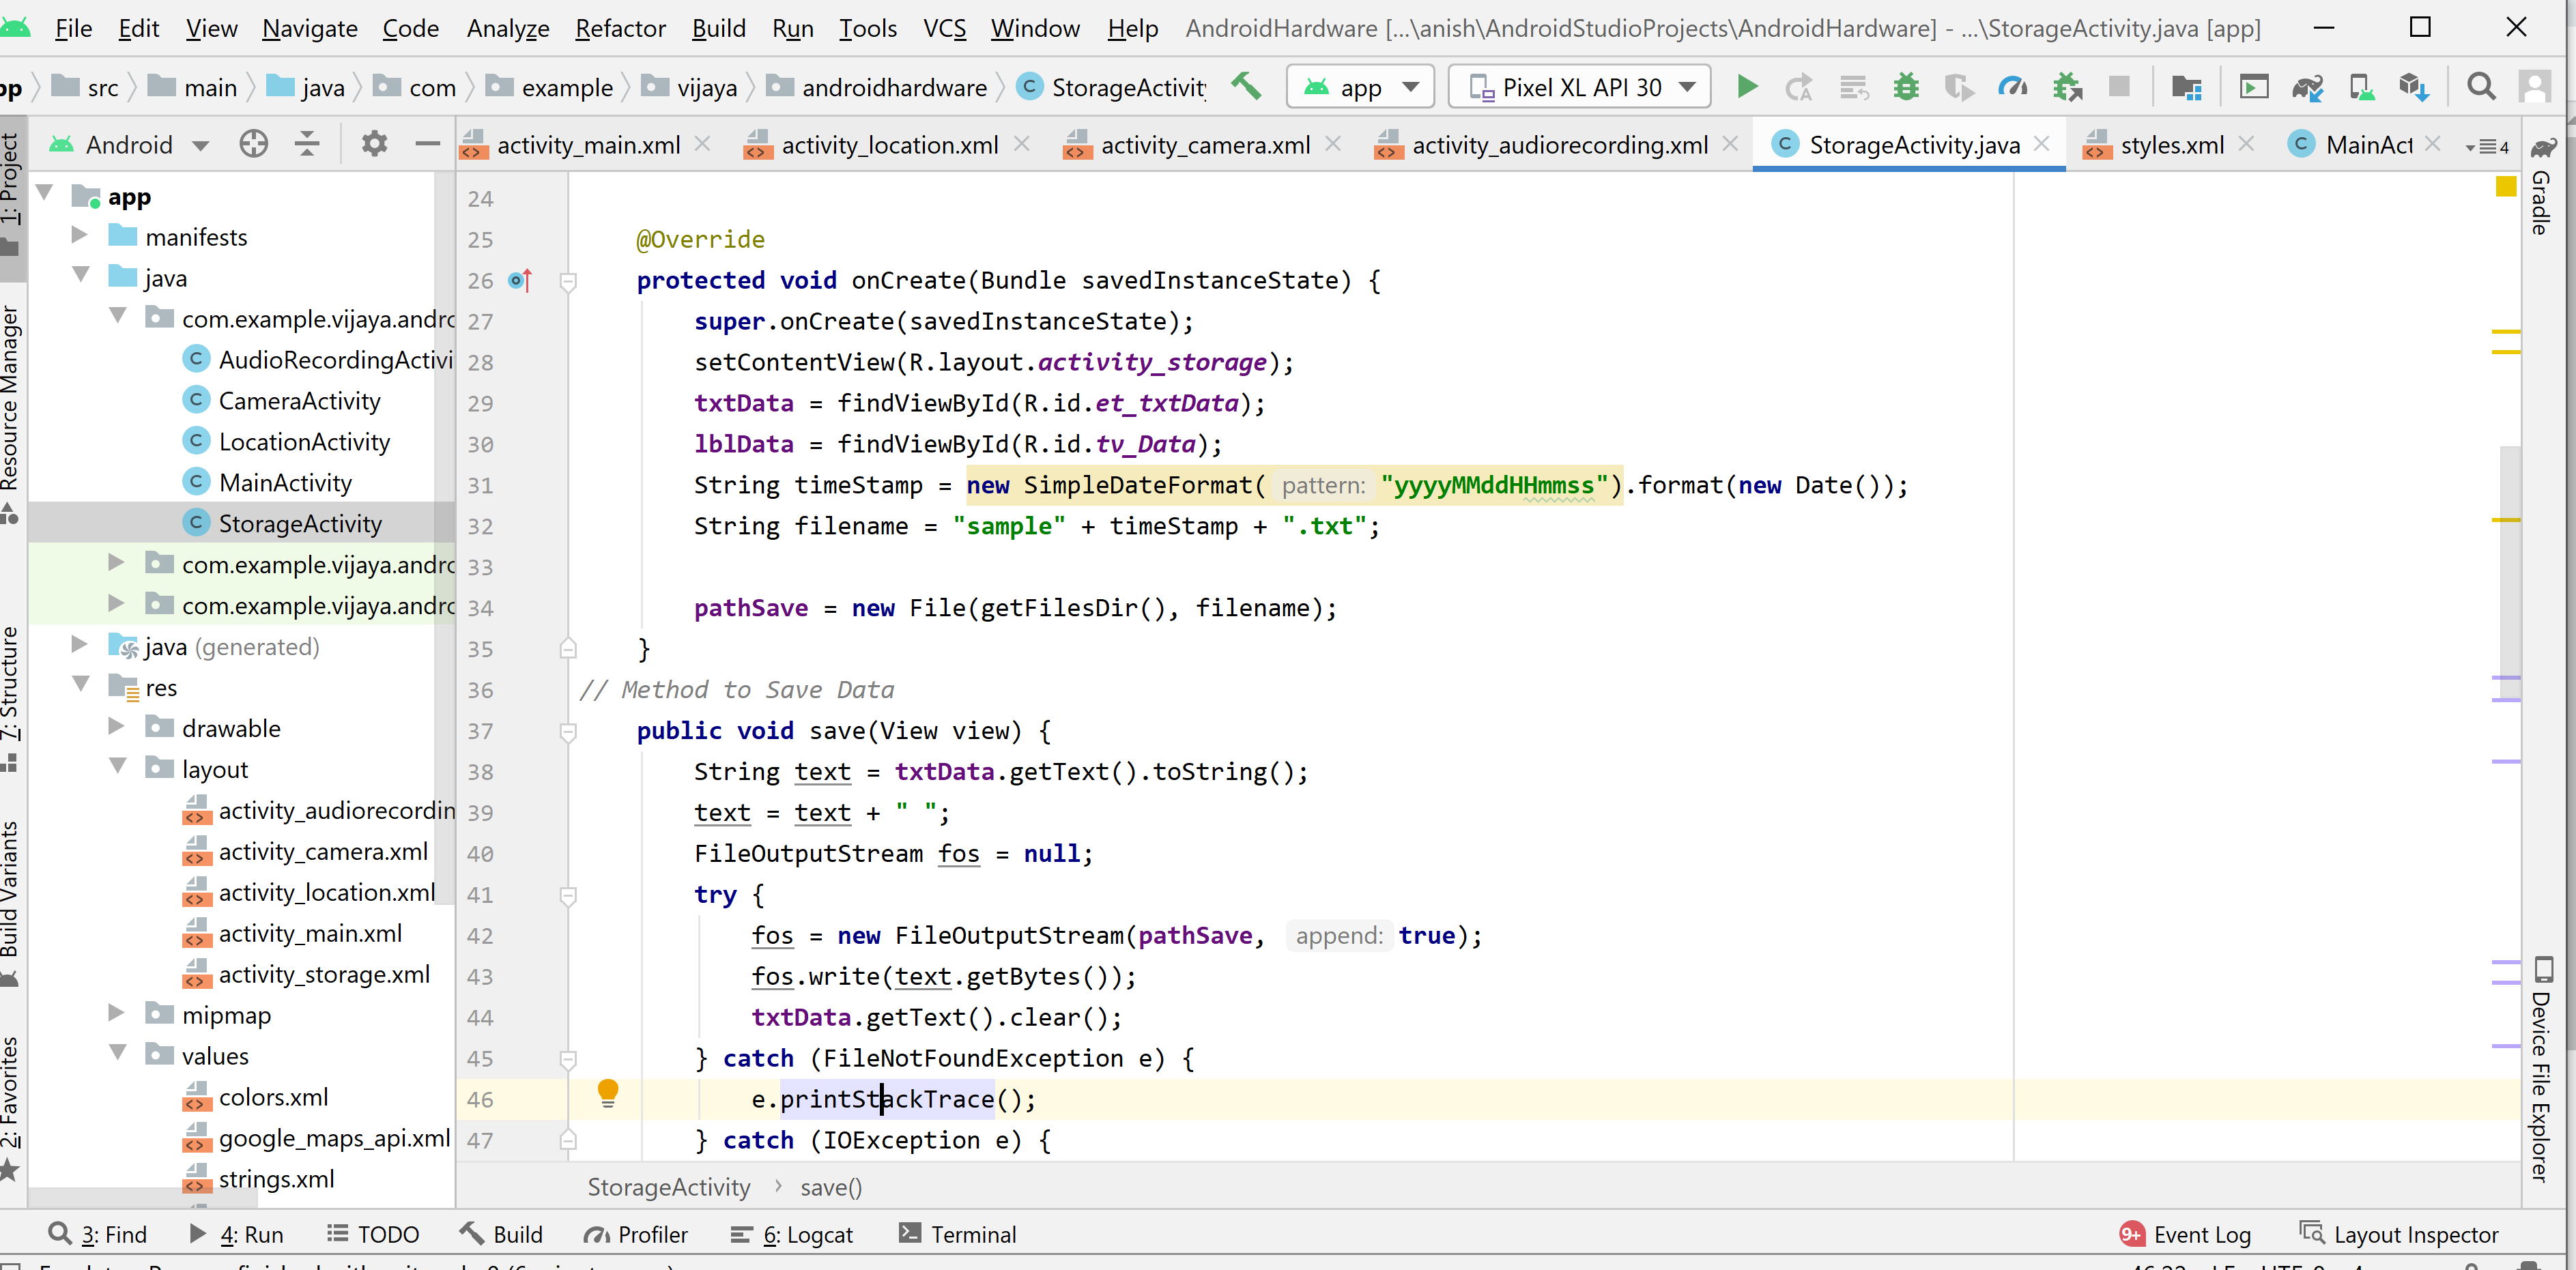 File Edit View Navigate Code Analyze Refactor Build Run Tools VCS Window Help AndroidHardware [...\anish\AndroidStudioProjects\AndroidHardware] - ...\StorageActivity.java [app]
src main java com example vijaya androidhardware StorageActivit app Pixel XL API 30
Android activity_main.xml activity_location.xml activity_camera.xml activity_audiorecording.xml StorageActivity.java styles.xml MainAct 4
1: Project
Resource Manager
7: Structure
Build Variants
2: Favorites
app
manifests
java
com.example.vijaya.andro
AudioRecordingActivi
CameraActivity
LocationActivity
MainActivity
StorageActivity
com.example.vijaya.andro
com.example.vijaya.andro
java (generated)
res
drawable
layout
activity_audiorecordin
activity_camera.xml
activity_location.xml
activity_main.xml
activity_storage.xml
mipmap
values
colors.xml
google_maps_api.xml
strings.xml
24
25 @Override
26 protected void onCreate(Bundle savedInstanceState) {
27 super.onCreate(savedInstanceState);
28 setContentView(R.layout.activity_storage);
29 txtData = findViewById(R.id.et_txtData);
30 lblData = findViewById(R.id.tv_Data);
31 String timeStamp = new SimpleDateFormat( pattern: "yyyyMMddHHmmss").format(new Date());
32 String filename = "sample" + timeStamp + ".txt";
33
34 pathSave = new File(getFilesDir(), filename);
35 }
36 // Method to Save Data
37 public void save(View view) {
38 String text = txtData.getText().toString();
39 text = text + " ";
40 FileOutputStream fos = null;
41 try {
42 fos = new FileOutputStream(pathSave, append: true);
43 fos.write(text.getBytes());
44 txtData.getText().clear();
45 } catch (FileNotFoundException e) {
46 e.printStackTrace();
47 } catch (IOException e) {
StorageActivity › save()
Gradle
Device File Explorer
3: Find 4: Run TODO Build Profiler 6: Logcat Terminal 9+ Event Log Layout Inspector